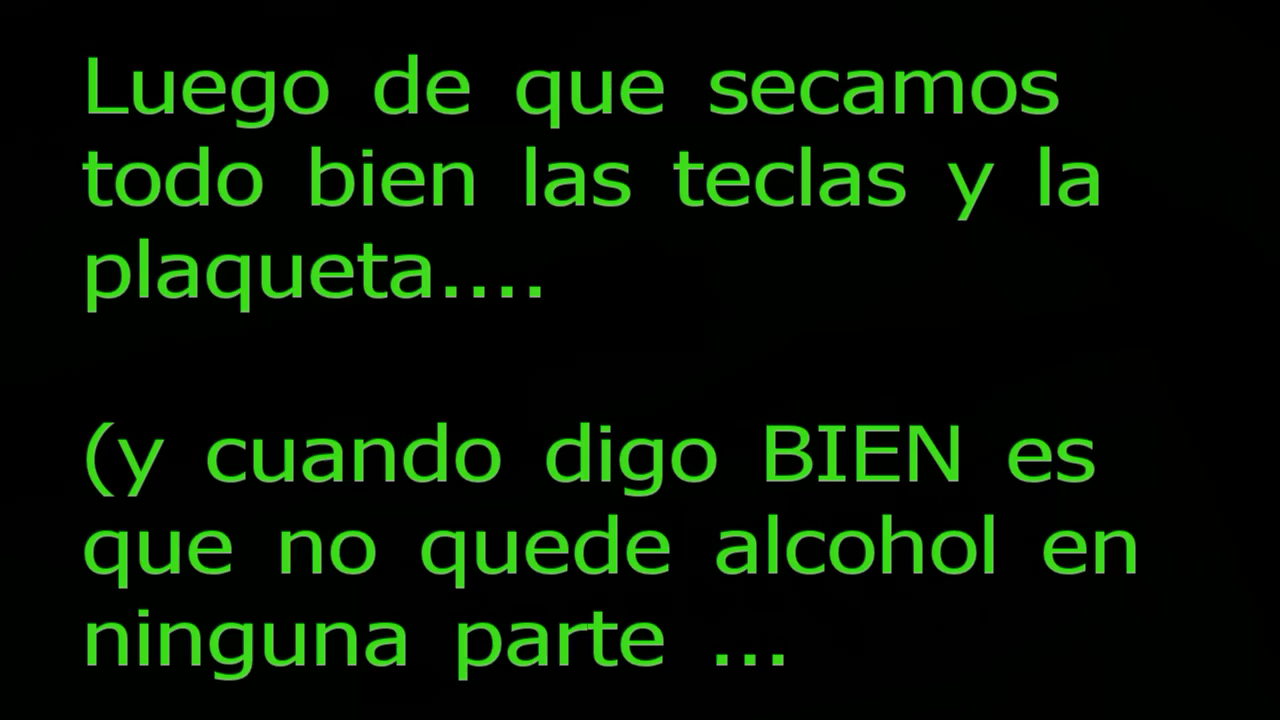 Luego de que secamos
todo bien las teclas y la
plaqueta....
(y cuando digo BIEN es
que no quede alcohol en
ninguna parte ...